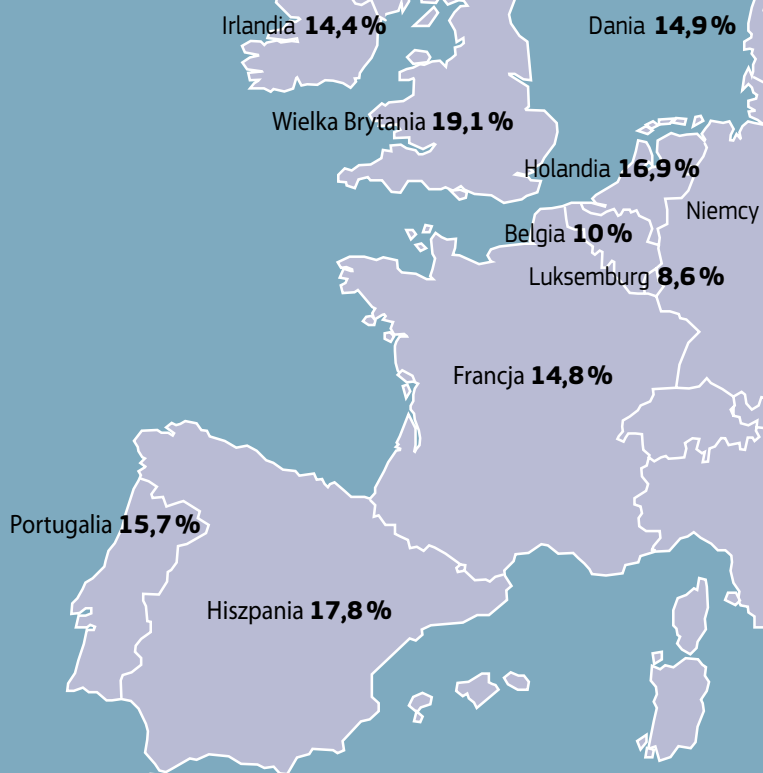 Irlandia 14,4 %
Dania 14,9 %
Wielka Brytania 19,1 %
Holandia 16,9 %
Niemcy
Belgia 10 %
Luksemburg 8,6 %
Francja 14,8 %
Portugalia 15,7 %
Hiszpania 17,8 %